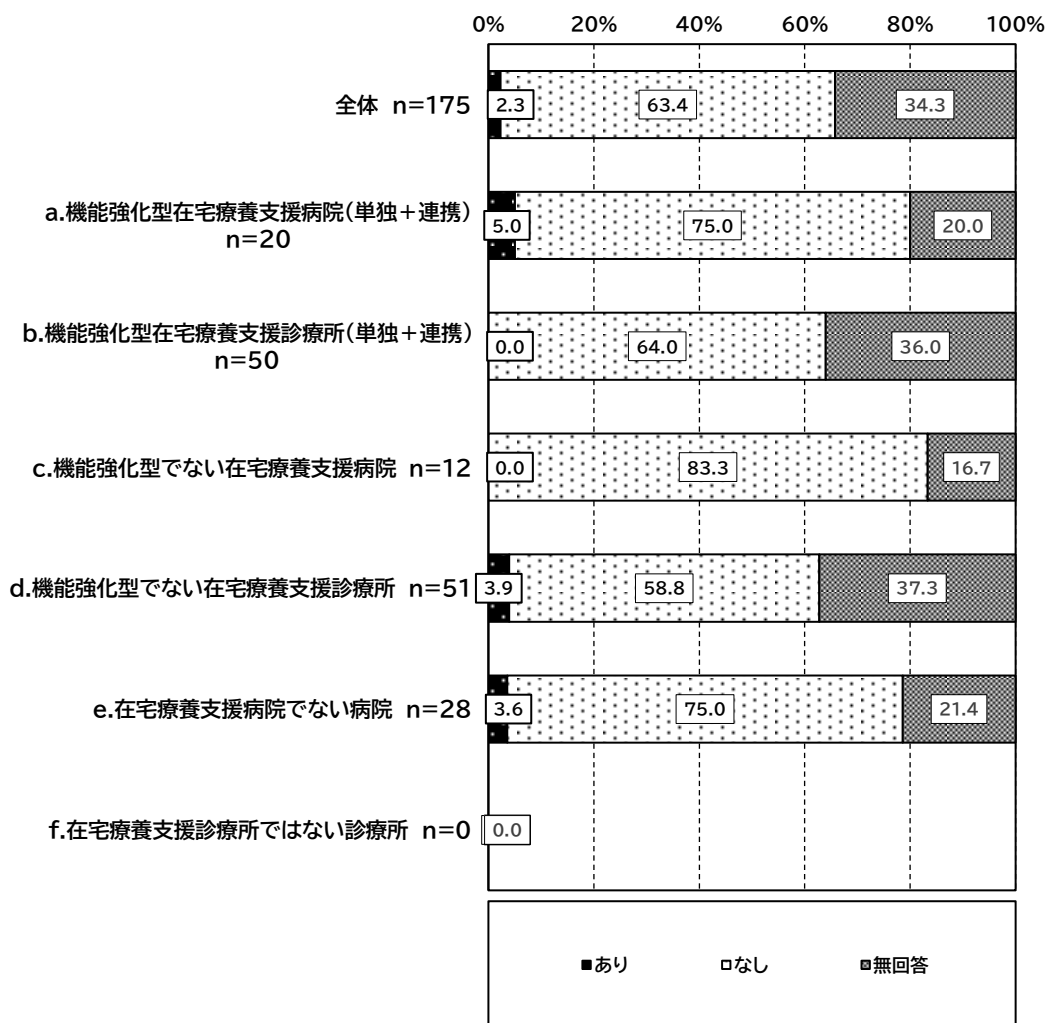 0% 20% 40% 60% 80% 100%
全体 n=175 2.3 63.4 34.3
a.機能強化型在宅療養支援病院(単独+連携)
n=20 5.0 75.0 20.0
b.機能強化型在宅療養支援診療所(単独+連携)
n=50 0.0 64.0 36.0
c.機能強化型でない在宅療養支援病院 n=12 0.0 83.3 16.7
d.機能強化型でない在宅療養支援診療所 n=51 3.9 58.8 37.3
e.在宅療養支援病院でない病院 n=28 3.6 75.0 21.4
f.在宅療養支援診療所ではない診療所 n=0 0.0
あり なし 無回答